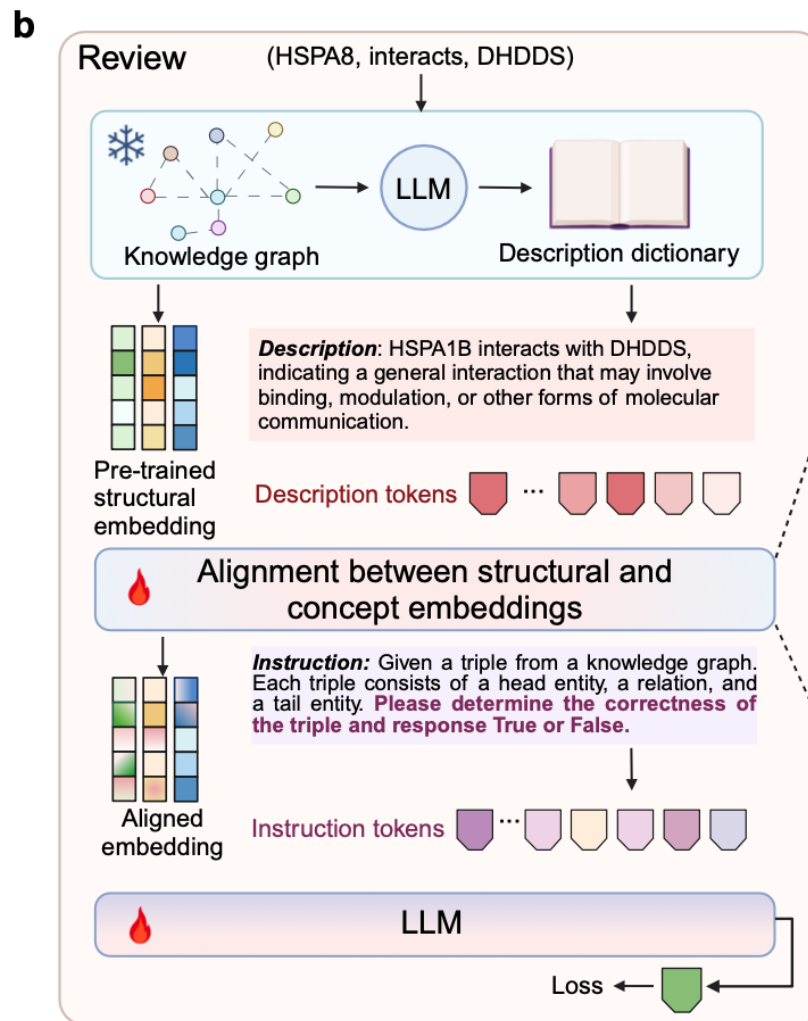 b
Review
(HSPA8, interacts, DHDDS)
LLM
Knowledge graph
Description dictionary
Description: HSPA1B interacts with DHDDS,
indicating a general interaction that may involve
binding, modulation, or other forms of molecular
communication.
Pre-trained
structural
embedding
Description tokens
...
Alignment between structural and
concept embeddings
Instruction: Given a triple from a knowledge graph.
Each triple consists of a head entity, a relation, and
a tail entity. Please determine the correctness of
the triple and response True or False.
Aligned
embedding
Instruction tokens
...
LLM
Loss